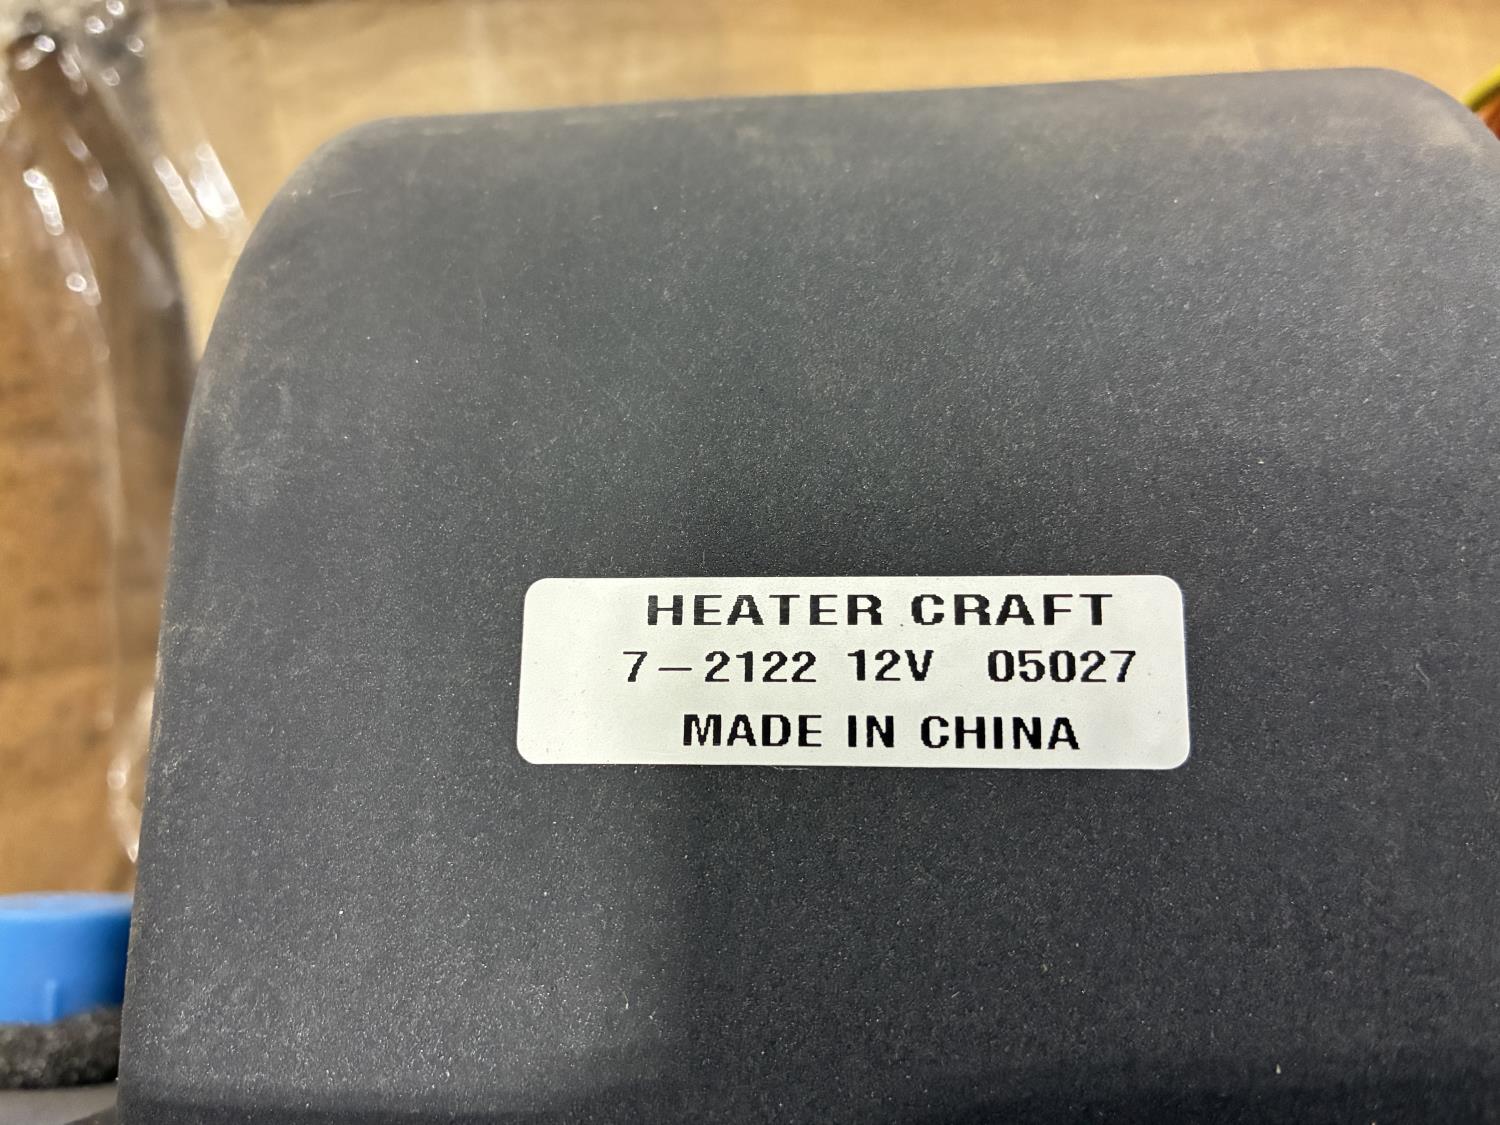 HEATER CRAFT
7-2122 12V 05027
MADE IN CHINA